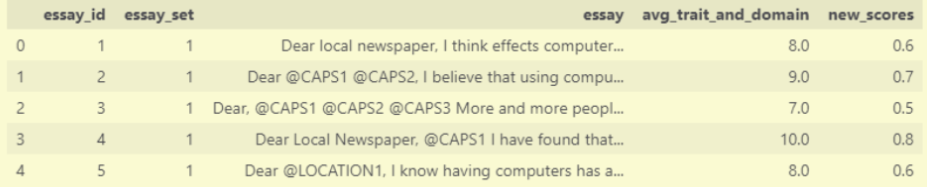 essay_id essay_set essay avg_trait_and_domain new_scores
0 1 1 Dear local newspaper, I think effects computer... 8.0 0.6
1 2 1 Dear @CAPS1 @CAPS2, I believe that using compu... 9.0 0.7
2 3 1 Dear, @CAPS1 @CAPS2 @CAPS3 More and more peopl... 7.0 0.5
3 4 1 Dear Local Newspaper, @CAPS1 I have found that... 10.0 0.8
4 5 1 Dear @LOCATION1, I know having computers has a... 8.0 0.6